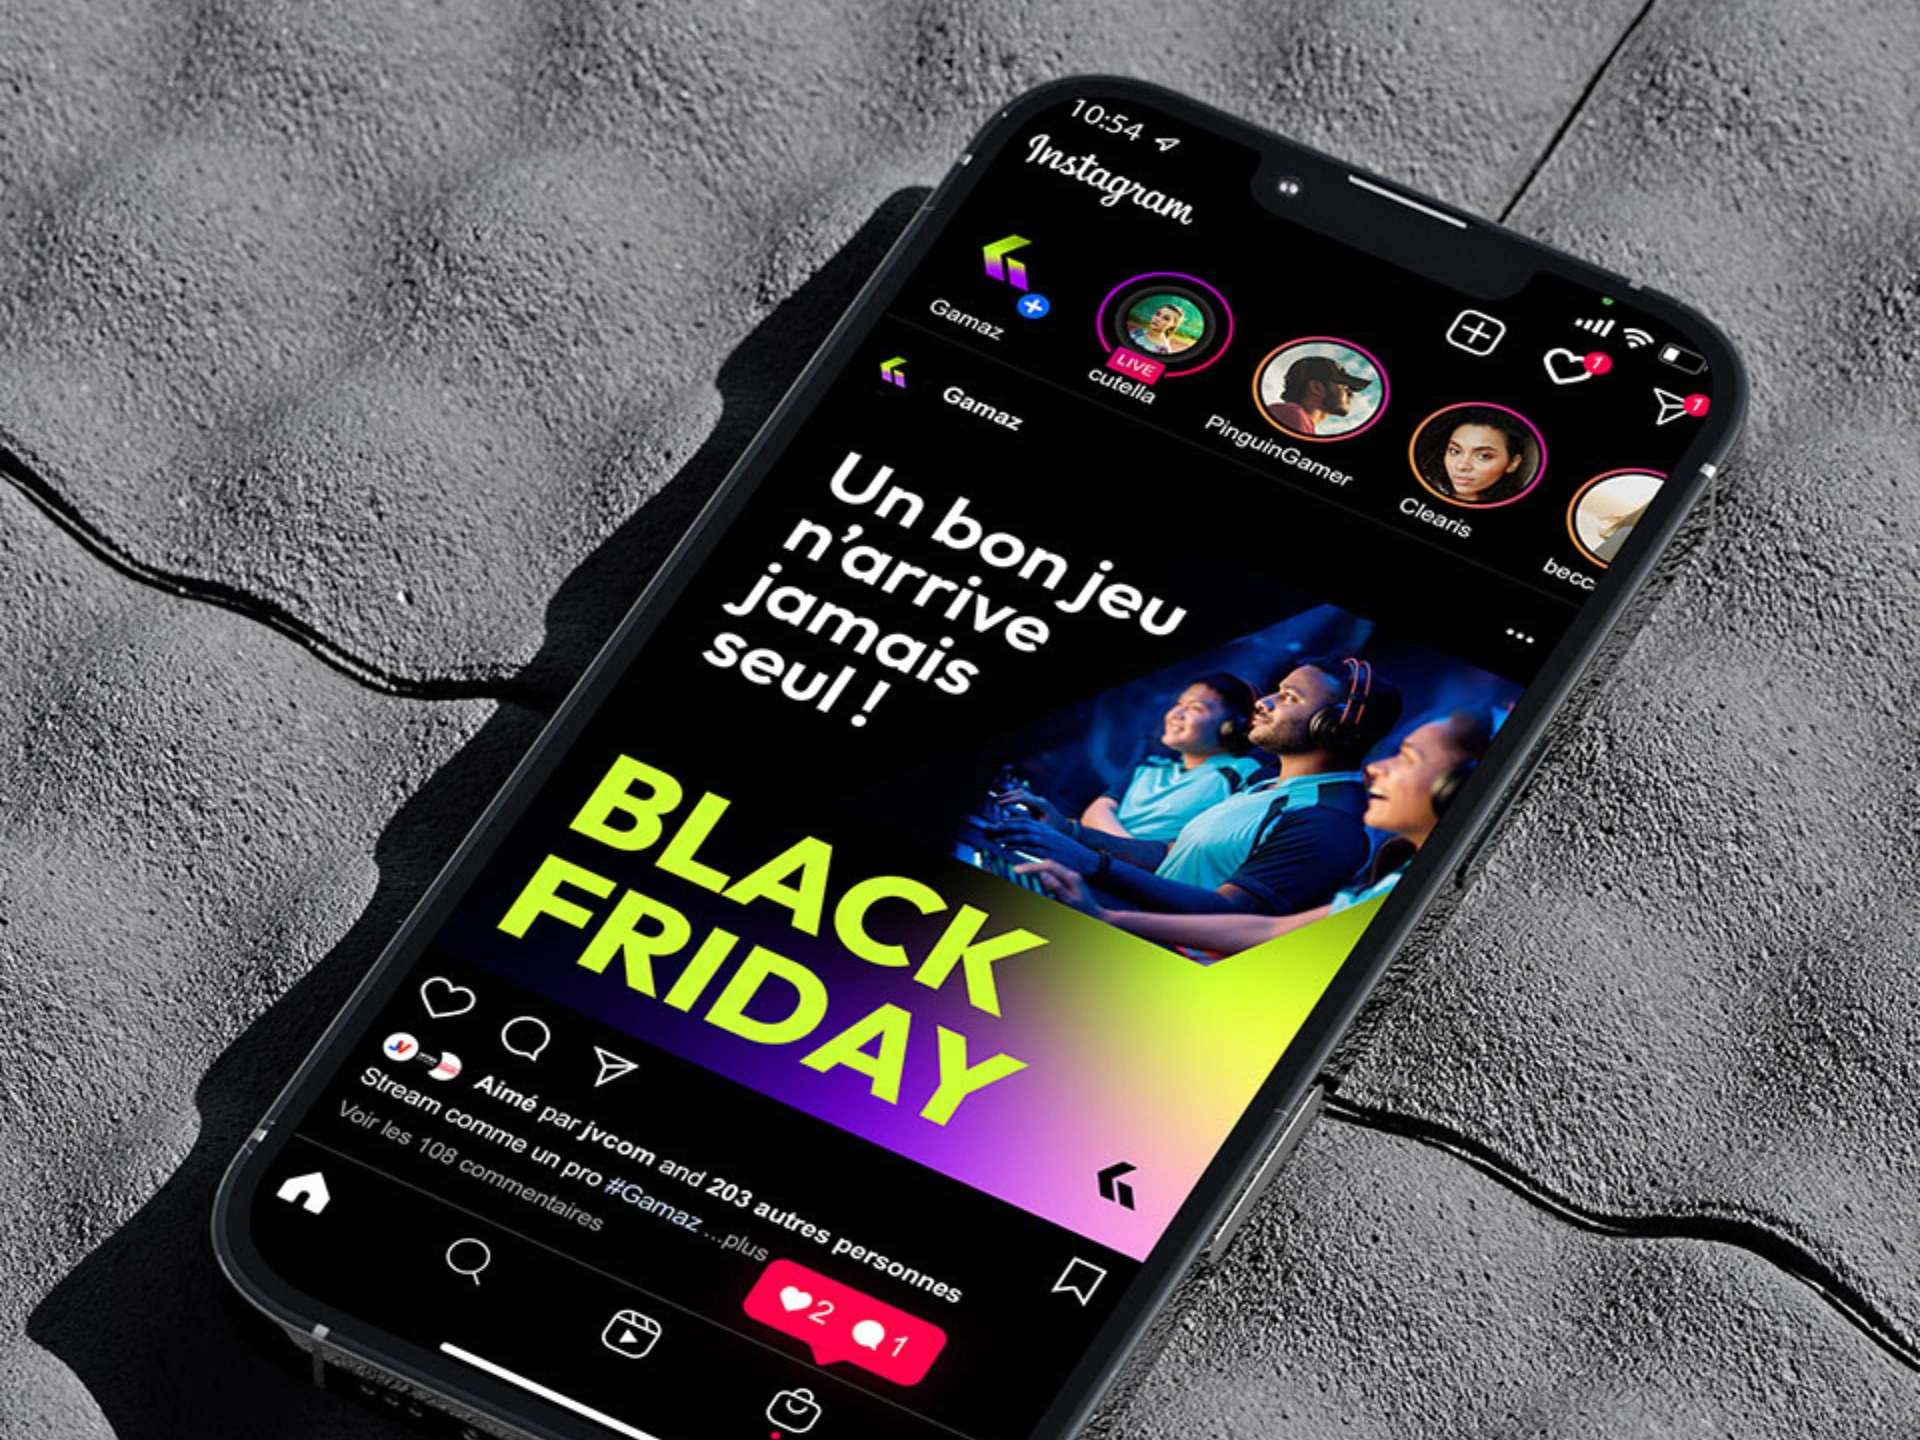 10:54
Instagram
Gamaz
LIVE
cutella
PinguinGamer
Clearis
becc
1
1
Gamaz
Un bon jeu
n’arrive
jamais
seul !
BLACK
FRIDAY
JV
Aimé par jvcom and 203 autres personnes
Stream comme un pro #Gamaz ...plus
Voir les 108 commentaires
2 1